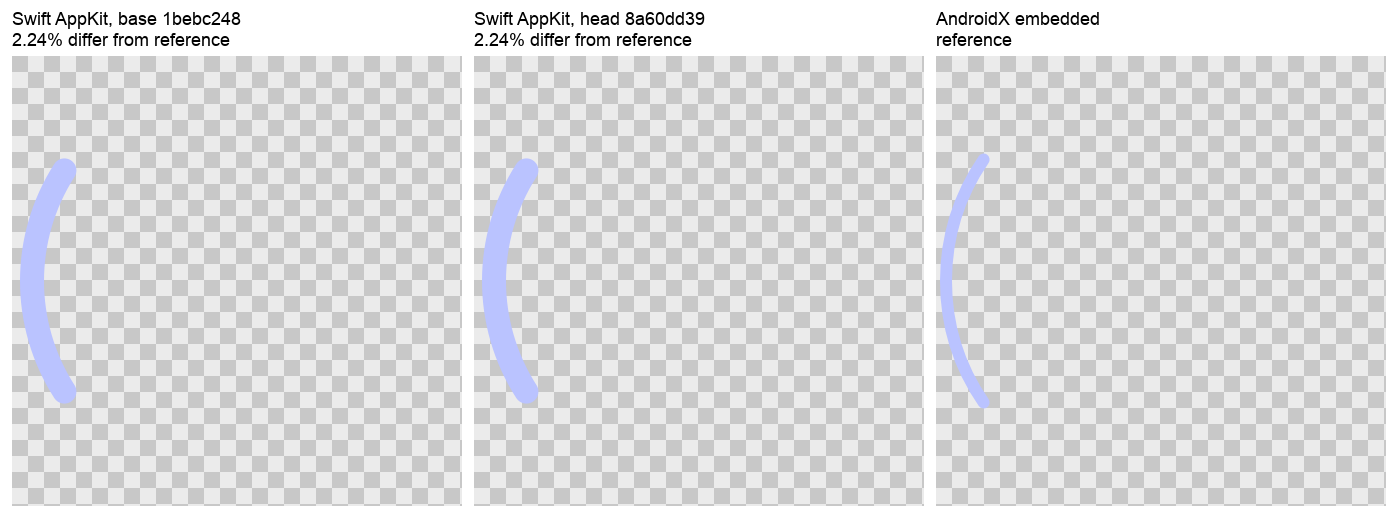 Swift AppKit, base 1bebc248
2.24% differ from reference
Swift AppKit, head 8a60dd39
2.24% differ from reference
AndroidX embedded
reference